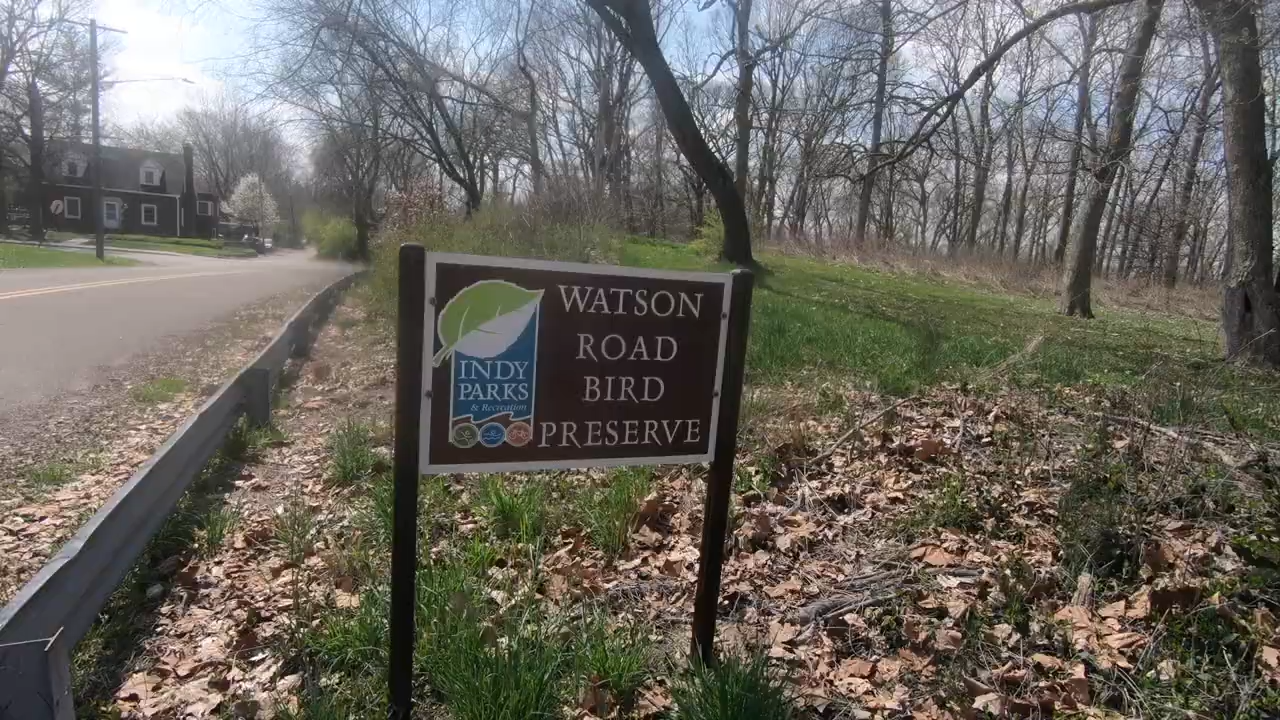 INDY
PARKS
& Recreation
WATSON
ROAD
BIRD
PRESERVE